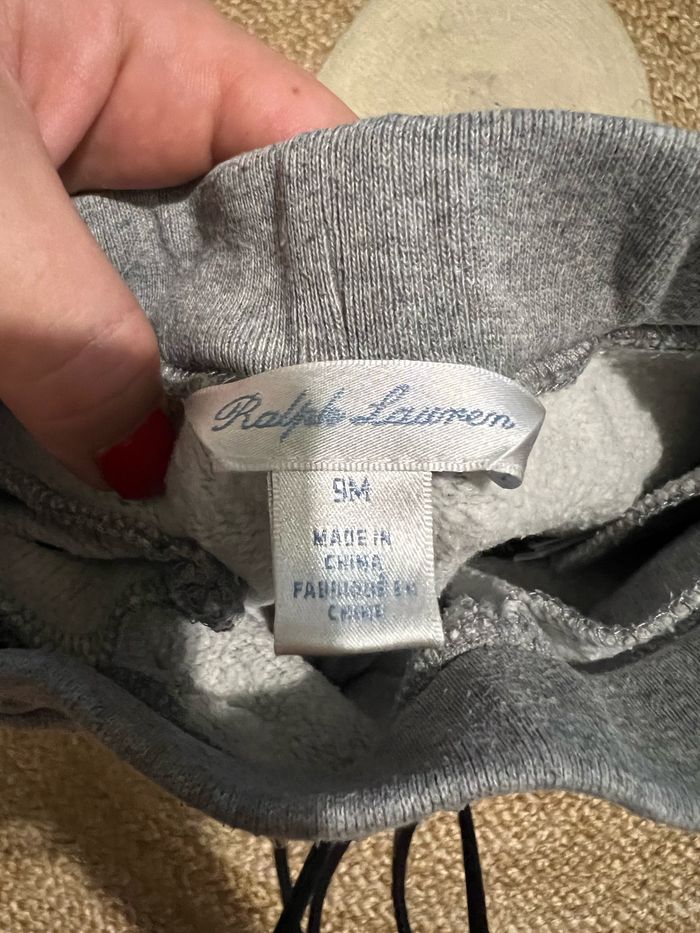 Ralph Lauren
9M
MADE IN
CHINA
FABRIQUÉ EN
CHINE